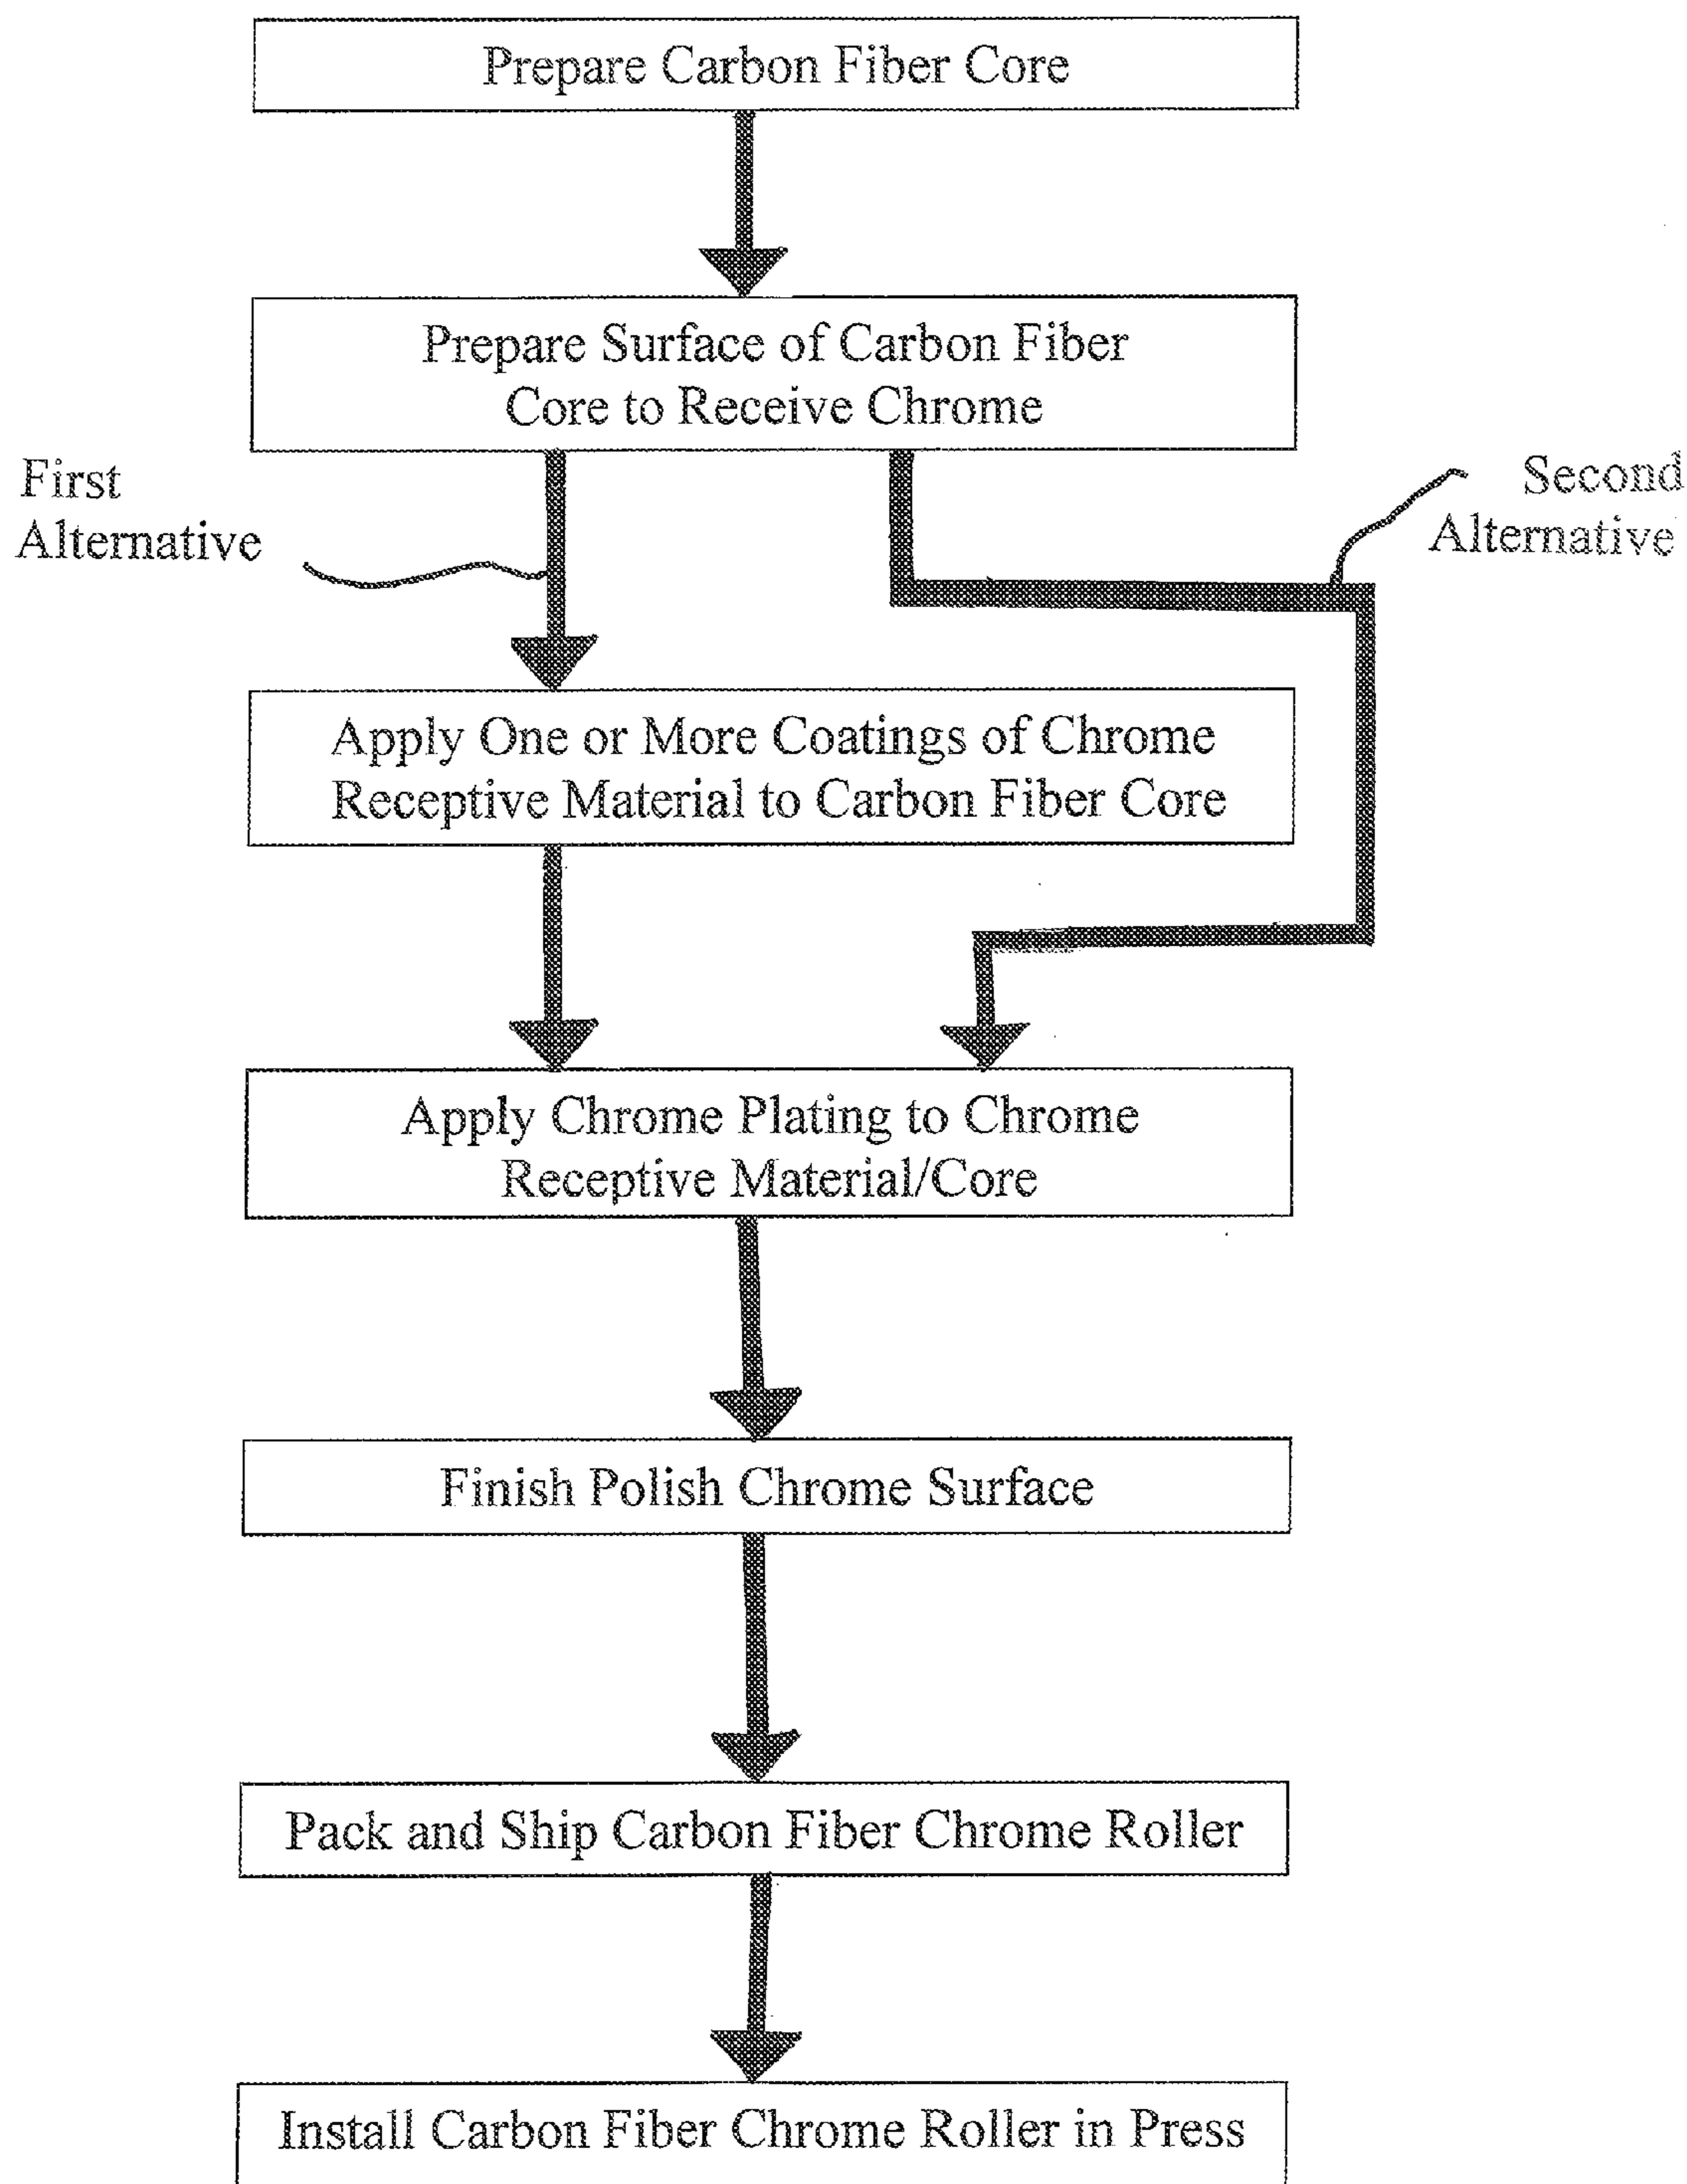 Prepare Carbon Fiber Core
Prepare Surface of Carbon Fiber
Core to Receive Chrome
First
Alternative
Second
Alternative
Apply One or More Coatings of Chrome
Receptive Material to Carbon Fiber Core
Apply Chrome Plating to Chrome
Receptive Material/Core
Finish Polish Chrome Surface
Pack and Ship Carbon Fiber Chrome Roller
Install Carbon Fiber Chrome Roller in Press